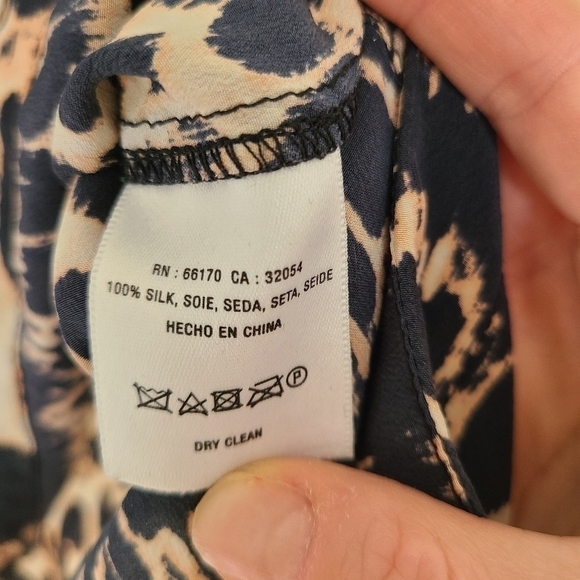 RN : 66170 CA : 32054
100% SILK, SOIE, SEDA, SETA, SEIDE
HECHO EN CHINA
P
DRY CLEAN